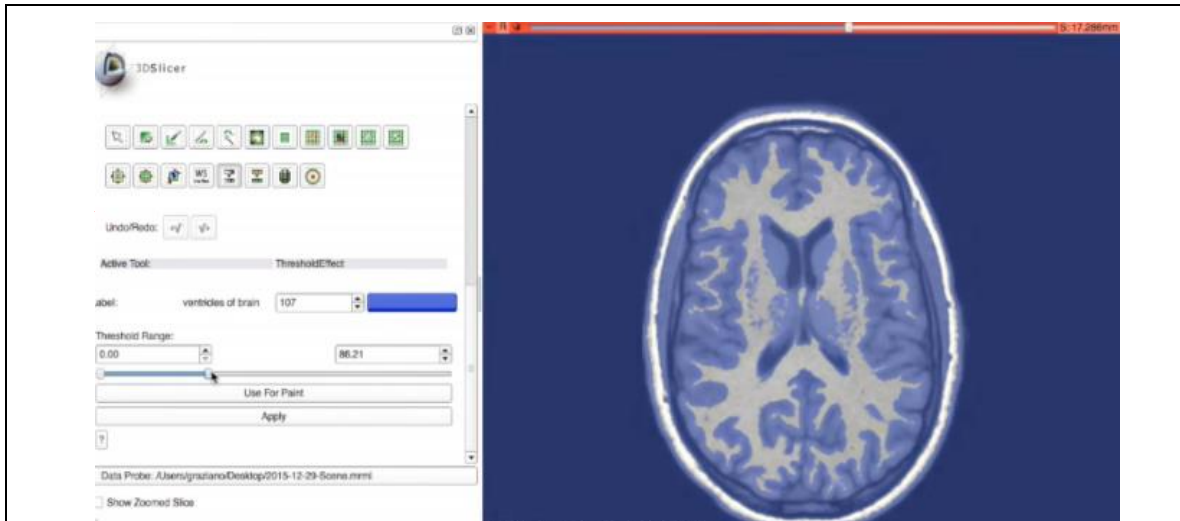 R
S: 17.286mm
3DSlicer
WS
Undo/Redo:
Active Tool: ThresholdEffect
abel: ventricles of brain 107
Threshold Range:
0.00 86.21
Use For Paint
Apply
?
Data Probe: /Users/graziano/Desktop/2015-12-29-Scene.mrml
Show Zoomed Slice